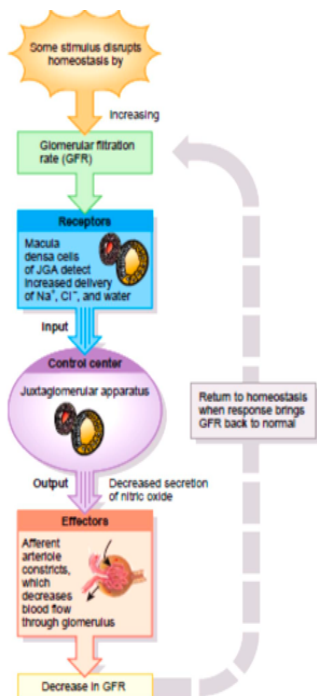 Some stimulus disrupts
homeostasis by
Increasing
Glomerular filtration
rate (GFR)
Receptors
Macula
densa cells
of JGA detect
Increased delivery
of Na⁺, Cl⁻, and water
Input
Control center
Juxtaglomerular apparatus
Return to homeostasis
when response brings
GFR back to normal
Output
Decreased secretion
of nitric oxide
Effectors
Afferent
arteriole
constricts,
which
decreases
blood flow
through glomerulus
Decrease in GFR